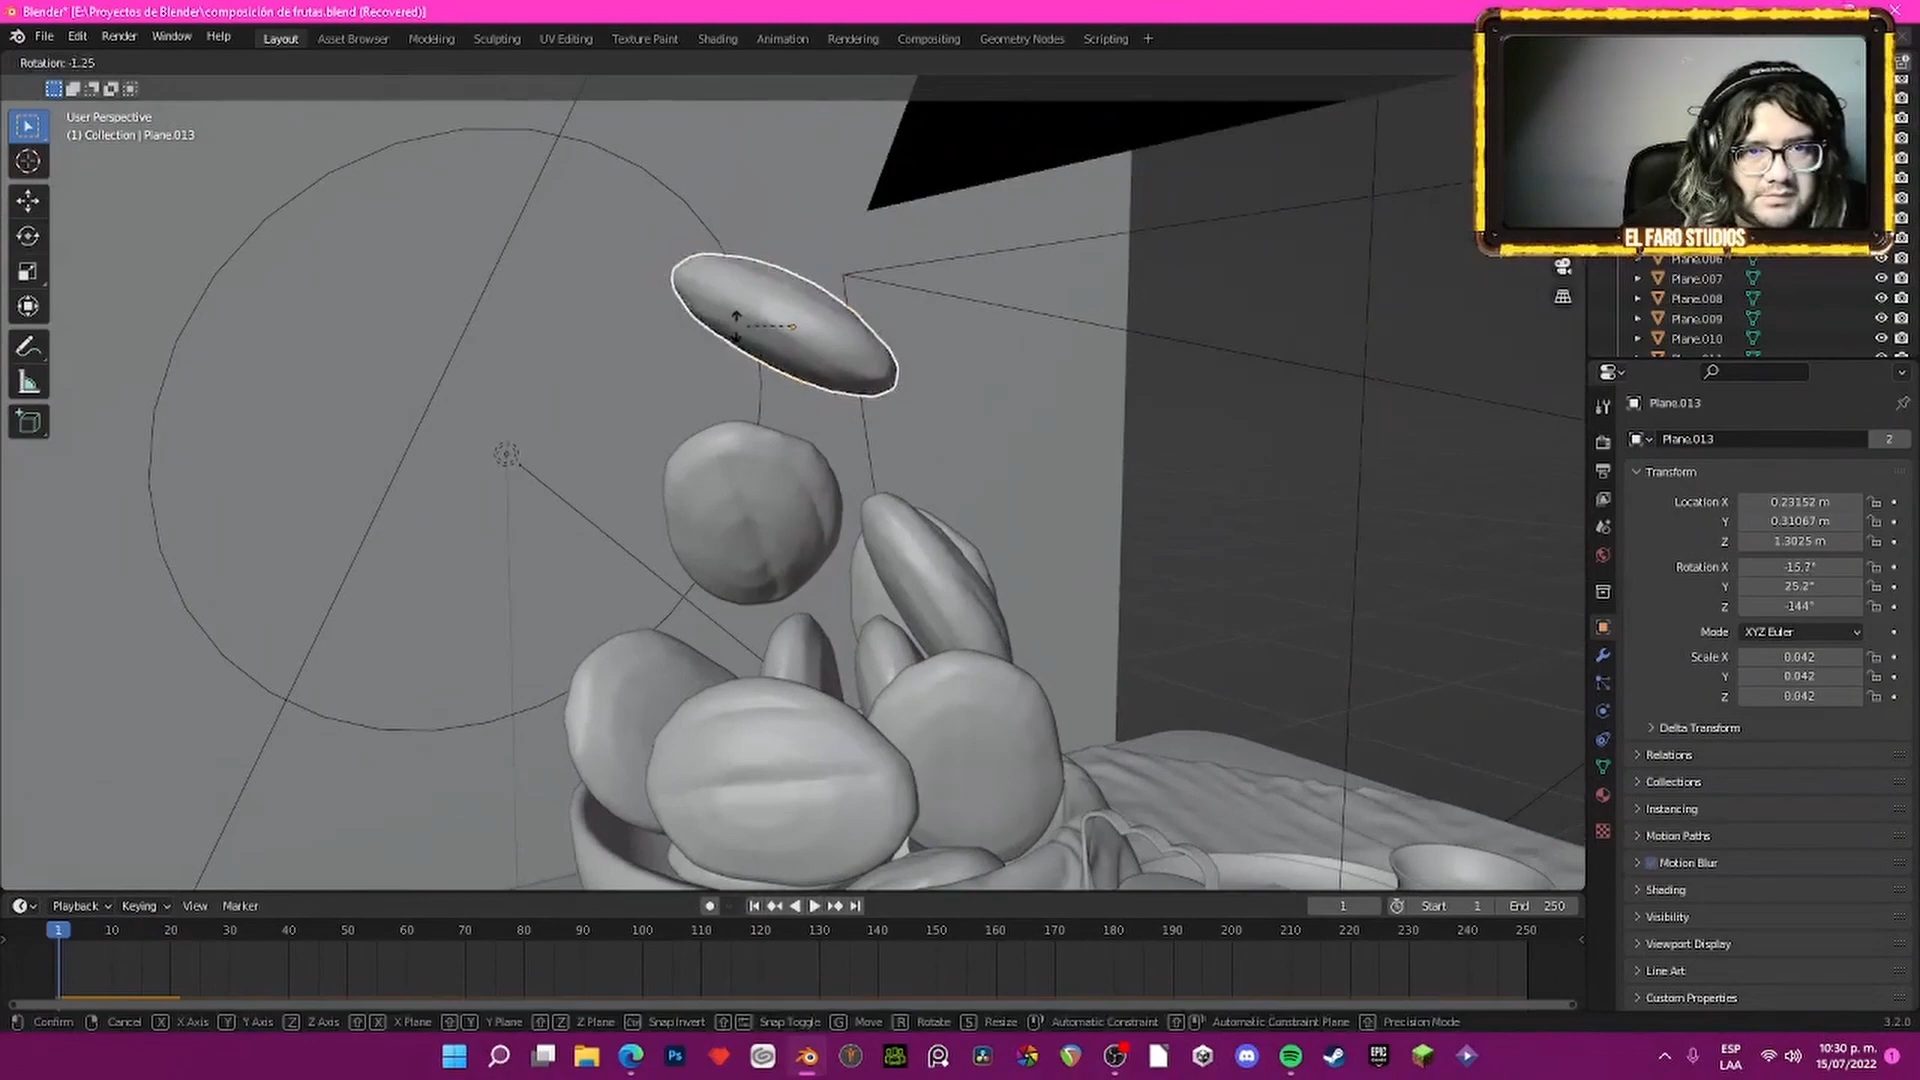 Blender* [E:\Proyectos de Blender\composición de frutas.blend (Recovered)]
File Edit Render Window Help Layout Asset Browser Modeling Sculpting UV Editing Texture Paint Shading Animation Rendering Compositing Geometry Nodes Scripting +
Rotation: -1.25
User Perspective
(1) Collection | Plane.013
EL FARO STUDIOS
Plane.006
Plane.007
Plane.008
Plane.009
Plane.010
Plane.013
Plane.013 2
Transform
Location X 0.23152 m
Y 0.31067 m
Z 1.3025 m
Rotation X -15.7°
Y 25.2°
Z -144°
Mode XYZ Euler
Scale X 0.042
Y 0.042
Z 0.042
Delta Transform
Relations
Collections
Instancing
Motion Paths
Motion Blur
Shading
Visibility
Viewport Display
Line Art
Custom Properties
Playback Keying View Marker 1 Start 1 End 250
1 10 20 30 40 50 60 70 80 90 100 110 120 130 140 150 160 170 180 190 200 210 220 230 240 250
Confirm Cancel X X Axis Y Y Axis Z Z Axis X X Plane Y Y Plane Z Z Plane Ctrl Snap Invert Snap Toggle G Move R Rotate S Resize Automatic Constraint Automatic Constraint Plane Precision Mode 3.2.0
Ps EPIC GAMES ESP LAA 10:30 p. m. 15/07/2022 1